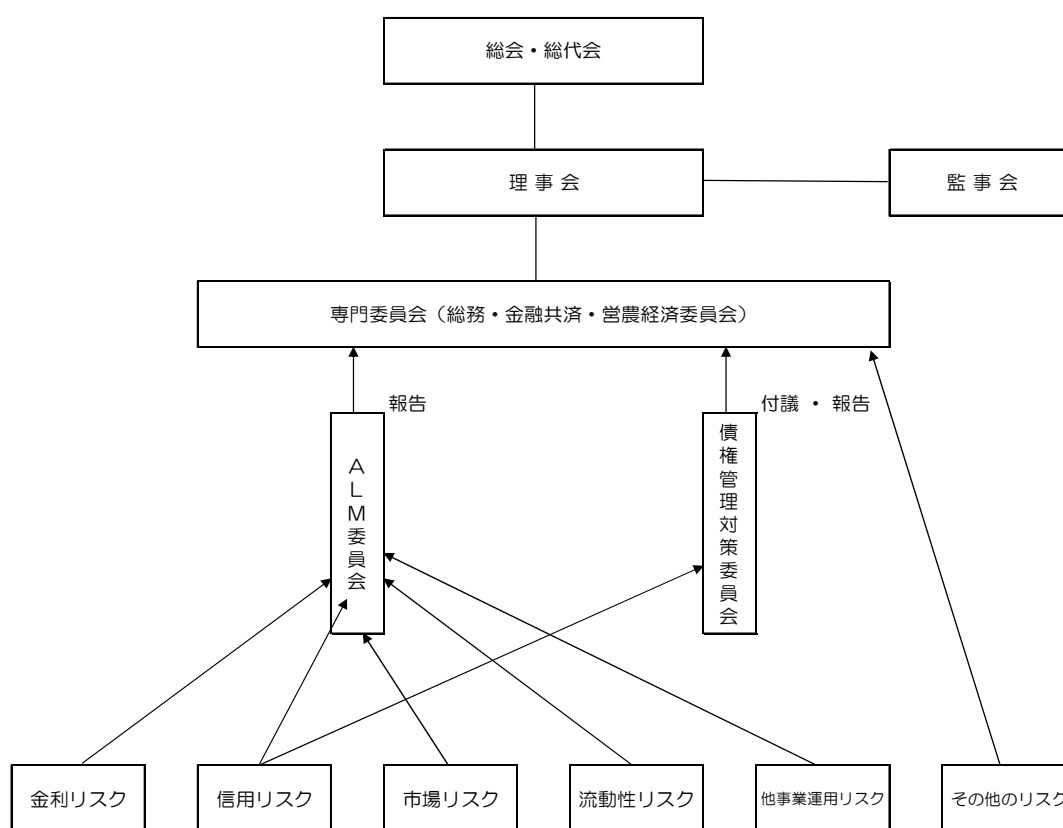 総会・総代会
理 事 会
監 事 会
専門委員会（総務・金融共済・営農経済委員会）
報告
付議 ・ 報告
ＡＬＭ委員会
債権管理対策委員会
金利リスク
信用リスク
市場リスク
流動性リスク
他事業運用リスク
その他のリスク